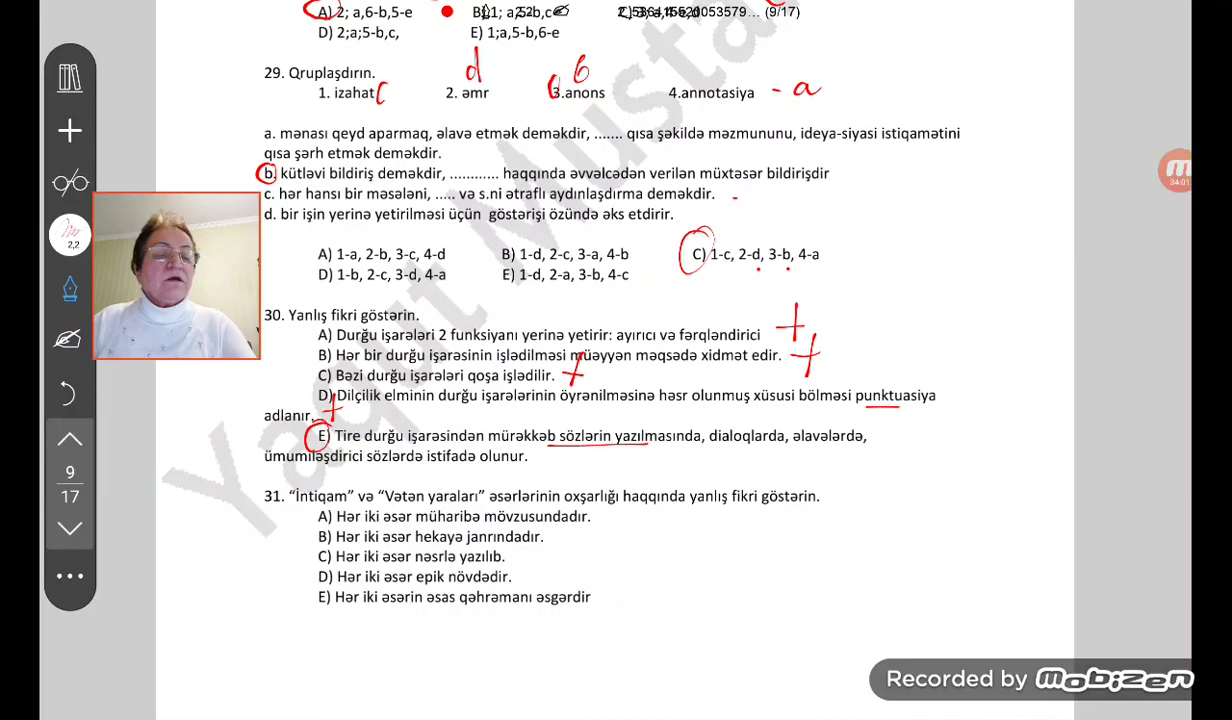 A) 2; a,6-b,5-e
D) 2;a;5-b,c, E) 1;a,5-b,6-e
(9/17)
29. Qruplaşdırın.
d б
1. izahat c 2. əmr 3.anons 4.annotasiya - a
a. mənası qeyd aparmaq, əlavə etmək deməkdir, ....... qısa şəkildə məzmununu, ideya-siyasi istiqamətini
qısa şərh etmək deməkdir.
b. kütləvi bildiriş deməkdir, ............ haqqında əvvəlcədən verilən müxtəsər bildirişdir
c. hər hansı bir məsələni, ..... və s.ni ətraflı aydınlaşdırma deməkdir.
d. bir işin yerinə yetirilməsi üçün göstərişi özündə əks etdirir.
A) 1-a, 2-b, 3-c, 4-d B) 1-d, 2-c, 3-a, 4-b C) 1-c, 2-d, 3-b, 4-a
D) 1-b, 2-c, 3-d, 4-a E) 1-d, 2-a, 3-b, 4-c
30. Yanlış fikri göstərin.
A) Durğu işarələri 2 funksiyanı yerinə yetirir: ayırıcı və fərqləndirici +
B) Hər bir durğu işarəsinin işlədilməsi müəyyən məqsədə xidmət edir. +
C) Bəzi durğu işarələri qoşa işlədilir. +
D) Dilçilik elminin durğu işarələrinin öyrənilməsinə həsr olunmuş xüsusi bölməsi punktuasiya
adlanır. +
E) Tire durğu işarəsindən mürəkkəb sözlərin yazılmasında, dialoqlarda, əlavələrdə,
ümumiləşdirici sözlərdə istifadə olunur.
31. “İntiqam” və “Vətən yaraları” əsərlərinin oxşarlığı haqqında yanlış fikri göstərin.
A) Hər iki əsər müharibə mövzusundadır.
B) Hər iki əsər hekayə janrındadır.
C) Hər iki əsər nəsrlə yazılıb.
D) Hər iki əsər epik növdədir.
E) Hər iki əsərin əsas qəhrəmanı əsgərdir
Yaqut Musta
2,2
9
17
34:01
Recorded by mobizen